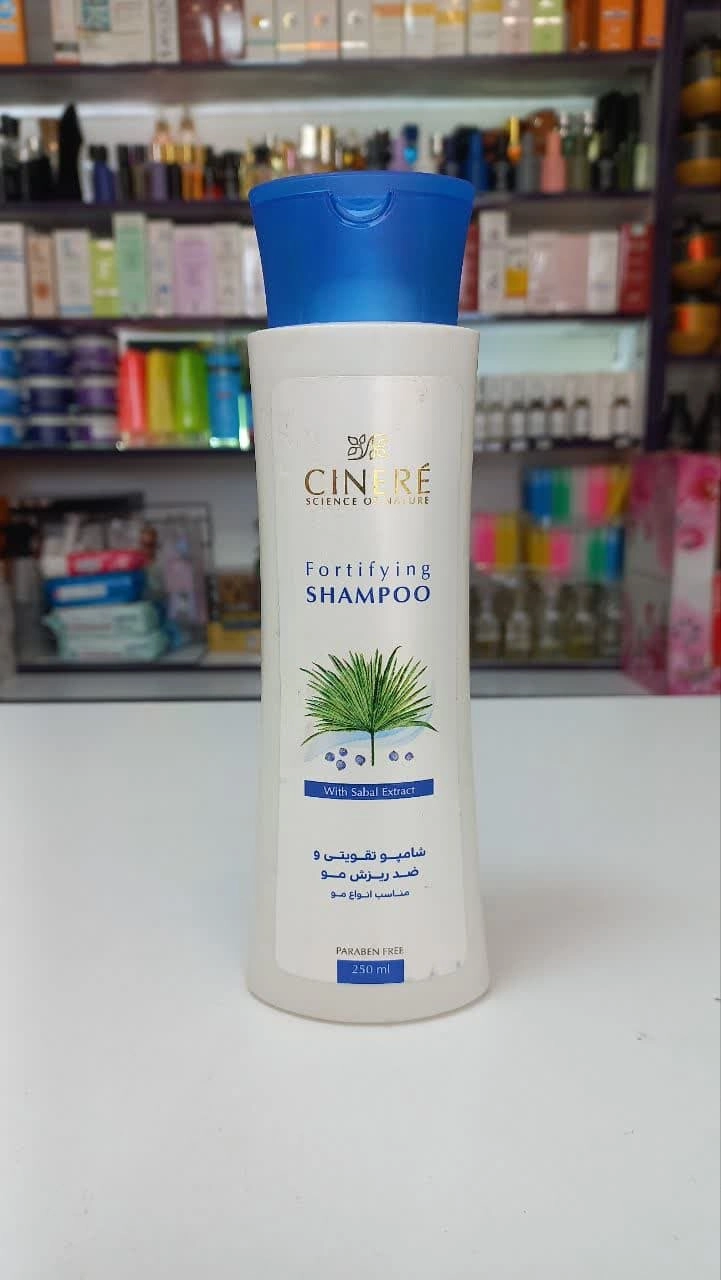 CINERÉ
SCIENCE OF NATURE
Fortifying
SHAMPOO
With Sabal Extract
شامپو تقویتی و
ضد ریزش مو
مناسب انواع مو
PARABEN FREE
250 ml